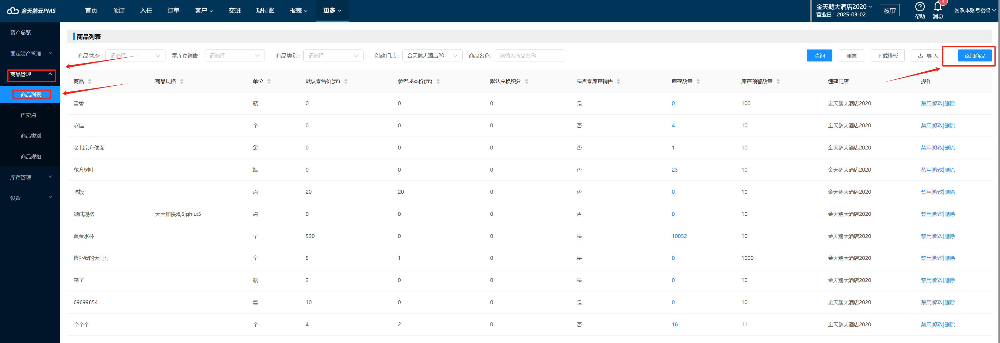 金天鹅云PMS 首页 预订 入住 订单 客户 交班 现付账 报表 更多 金天鹅大酒店2020 夜审 4
营业日：2025-03-02 帮助 消息 勿改本账号密码
资产总览
固定资产管理
商品管理
商品列表
售卖点
商品类别
商品规格
库存管理
设置
商品列表
商品状态： 请选择 零库存销售： 请选择 商品类别： 请选择 创建门店： 金天鹅大酒店20... 商品名称： 请输入商品名称 查询 重置 下载模板 导入 添加商品
商品 商品规格 单位 默认零售价(元) 参考成本价(元) 默认兑换积分 是否零库存销售 库存数量 库存预警数量 创建门店 操作
雪碧 瓶 0 0 0 是 0 100 金天鹅大酒店2020 禁用|修改|删除
赵佳 个 0 0 0 否 4 10 金天鹅大酒店2020 禁用|修改|删除
老北京方便面 袋 0 0 0 否 1 10 金天鹅大酒店2020 禁用|修改|删除
东方树叶 瓶 0 0 0 否 23 10 金天鹅大酒店2020 禁用|修改|删除
吃饭 点 20 20 0 否 0 10 金天鹅大酒店2020 禁用|修改|删除
测试规格 大大加快:6,5jghiu:5 点 0 0 0 否 0 10 金天鹅大酒店2020 禁用|修改|删除
黄金水杯 个 520 0 0 是 10052 10 金天鹅大酒店2020 禁用|修改|删除
修补我的大门牙 个 5 1 0 是 0 1000 金天鹅大酒店2020 禁用|修改|删除
来了 瓶 2 0 0 是 0 10 金天鹅大酒店2020 禁用|修改|删除
69699854 套 10 0 0 是 0 10 金天鹅大酒店2020 禁用|修改|删除
个个个 个 4 2 0 否 16 11 金天鹅大酒店2020 禁用|修改|删除